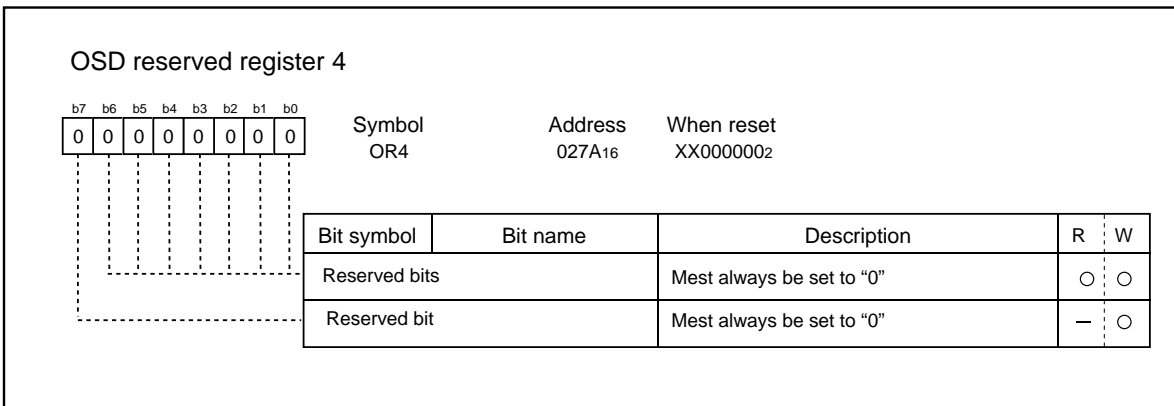 OSD reserved register 4
b7 b6 b5 b4 b3 b2 b1 b0
0 0 0 0 0 0 0 0
Symbol Address When reset
OR4 027A16 XX0000002
Bit symbol Bit name Description R W
Reserved bits Mest always be set to “0” ○ ○
Reserved bit Mest always be set to “0” – ○